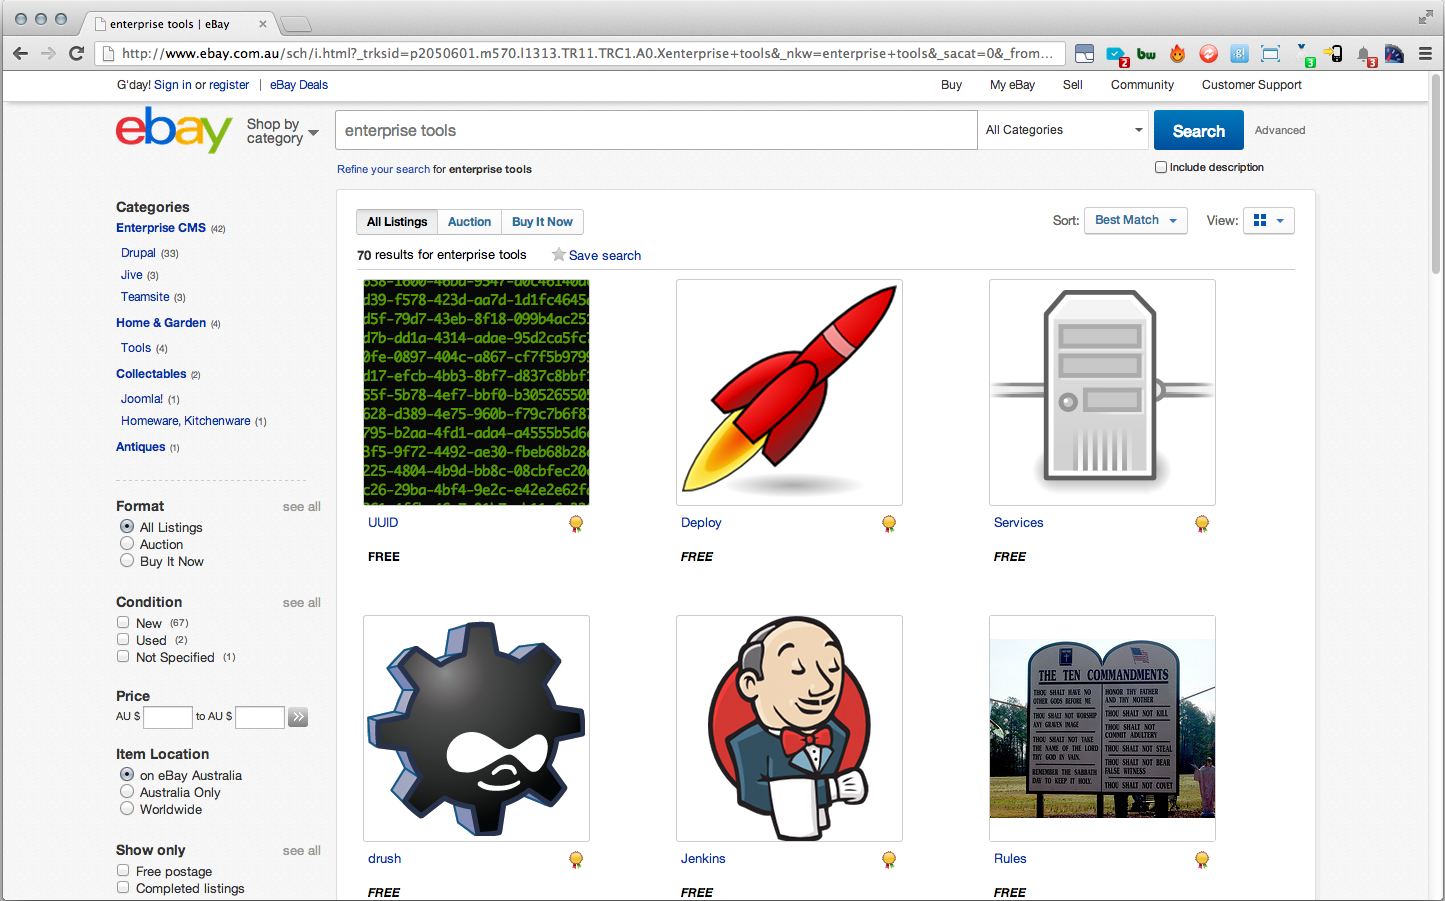 enterprise tools | eBay
http://www.ebay.com.au/sch/i.html?_trksid=p2050601.m570.l1313.TR11.TRC1.A0.Xenterprise+tools&_nkw=enterprise+tools&_sacat=0&_from...
2
bw
g!
3
3
G'day! Sign in or register | eBay Deals
Buy My eBay Sell Community Customer Support
ebay
Shop by category
enterprise tools
All Categories
Search
Advanced
Refine your search for enterprise tools
Include description
Categories
Enterprise CMS (42)
Drupal (33)
Jive (3)
Teamsite (3)
Home & Garden (4)
Tools (4)
Collectables (2)
Joomla! (1)
Homeware, Kitchenware (1)
Antiques (1)
Format see all
All Listings
Auction
Buy It Now
Condition see all
New (67)
Used (2)
Not Specified (1)
Price
AU $ to AU $
Item Location
on eBay Australia
Australia Only
Worldwide
Show only see all
Free postage
Completed listings
All Listings Auction Buy It Now
Sort: Best Match View:
70 results for enterprise tools Save search
d39-f578-423d-aa7d-1d1fc4645
d5f-79d7-43eb-8f18-099b4ac25
d7b-dd1a-4314-adae-95d2ca5fc
0fe-0897-404c-a867-cf7f5b9799
d17-efcb-4bb3-8bf7-d837c8bbf
55f-5b78-4ef7-bbf0-b30526550
628-d389-4e75-960b-f79c7b6f8
795-b2aa-4fd1-ada4-a4555b5d6
3f5-9f72-4492-ae30-fbeb68b28
225-4804-4b9d-bb8c-08cbfec20
c26-29ba-4bf4-9e2c-e42e2e62f
UUID
FREE
Deploy
FREE
Services
FREE
drush
FREE
Jenkins
FREE
THE TEN COMMANDMENTS
THOU SHALT HAVE NO
OTHER GODS BEFORE ME
THOU SHALT NOT WORSHIP
ANY GRAVEN IMAGE
THOU SHALT NOT TAKE
THE NAME OF THE LORD
THY GOD IN VAIN.
REMEMBER THE SABBATH
DAY TO KEEP IT HOLY.
HONOR THY FATHER
AND THY MOTHER
THOU SHALT NOT KILL
THOU SHALT NOT
COMMIT ADULTERY
THOU SHALT NOT STEAL
THOU SHALT NOT BEAR
FALSE WITNESS
THOU SHALT NOT COVET
Rules
FREE